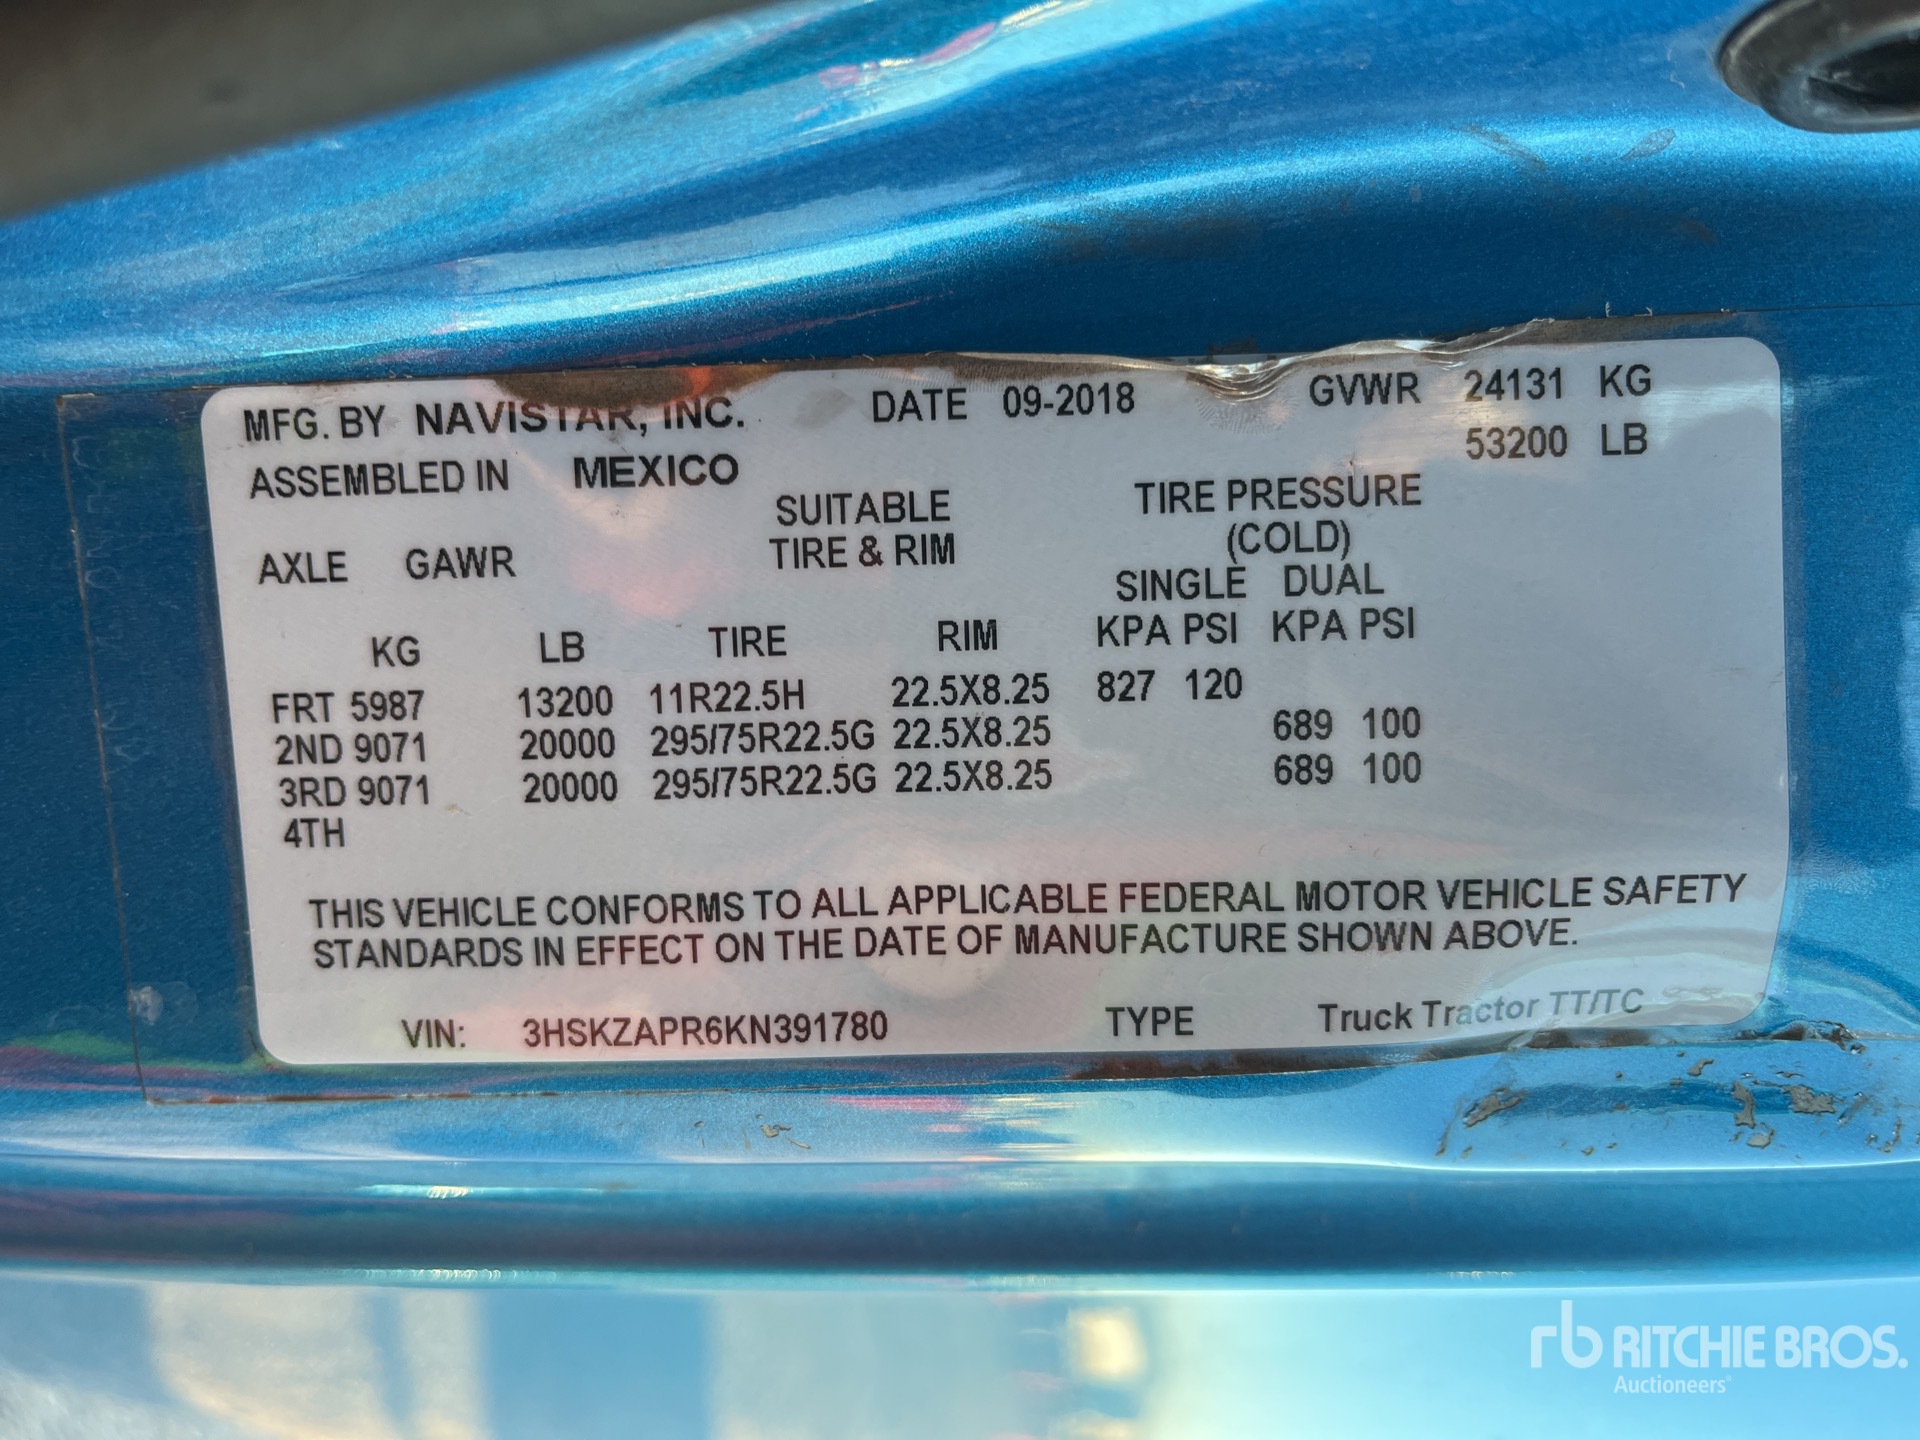 MFG. BY NAVISTAR, INC. DATE 09-2018 GVWR 24131 KG
53200 LB
ASSEMBLED IN MEXICO
SUITABLE TIRE PRESSURE
AXLE GAWR TIRE & RIM (COLD)
SINGLE DUAL
KG LB TIRE RIM KPA PSI KPA PSI
FRT 5987 13200 11R22.5H 22.5X8.25 827 120
2ND 9071 20000 295/75R22.5G 22.5X8.25 689 100
3RD 9071 20000 295/75R22.5G 22.5X8.25 689 100
4TH
THIS VEHICLE CONFORMS TO ALL APPLICABLE FEDERAL MOTOR VEHICLE SAFETY
STANDARDS IN EFFECT ON THE DATE OF MANUFACTURE SHOWN ABOVE.
VIN: 3HSKZAPR6KN391780 TYPE Truck Tractor TT/TC
rb RITCHIE BROS.
Auctioneers